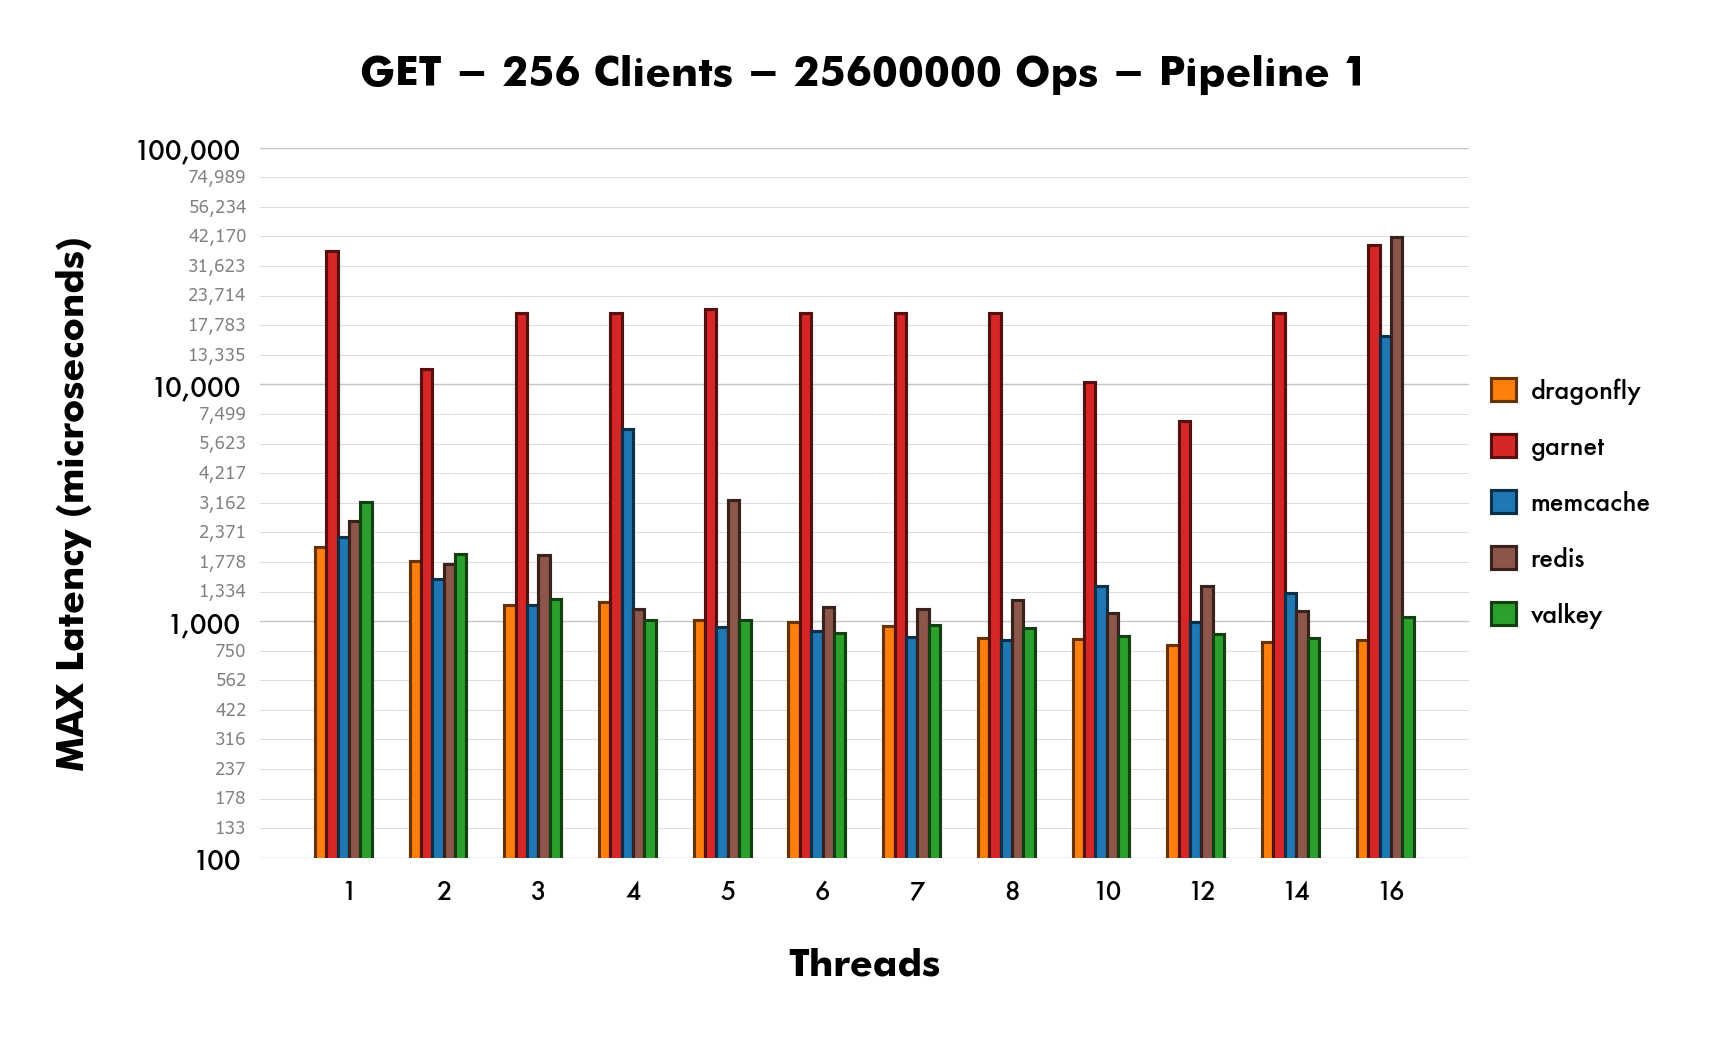 GET – 256 Clients – 25600000 Ops – Pipeline 1
MAX Latency (microseconds)
100,000
74,989
56,234
42,170
31,623
23,714
17,783
13,335
10,000
7,499
5,623
4,217
3,162
2,371
1,778
1,334
1,000
750
562
422
316
237
178
133
100
1 2 3 4 5 6 7 8 10 12 14 16
Threads
dragonfly
garnet
memcache
redis
valkey